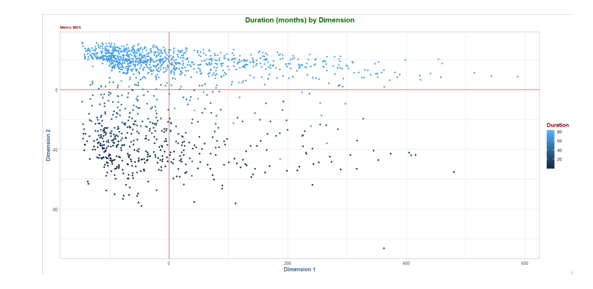 Duration (months) by Dimension
Metric MDS
0
-40
-80
Dimension 2
0
200
400
600
Dimension 1
Duration
80
60
40
20